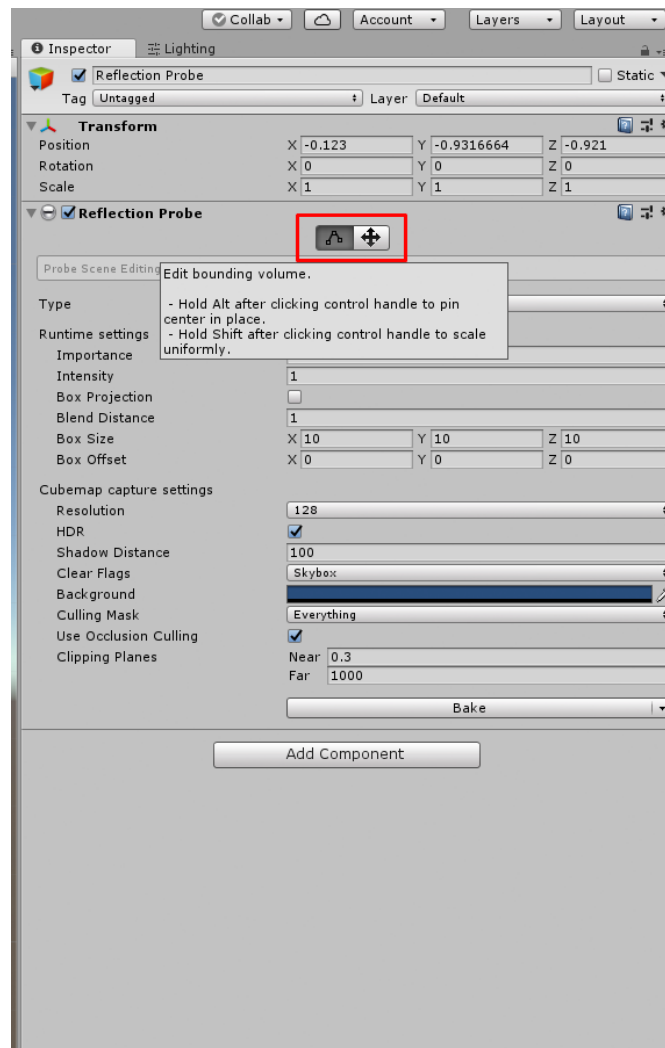 Collab
Account
Layers
Layout
Inspector
Lighting
Reflection Probe
Static
Tag Untagged Layer Default
Transform
Position X -0.123 Y -0.9316664 Z -0.921
Rotation X 0 Y 0 Z 0
Scale X 1 Y 1 Z 1
Reflection Probe
Probe Scene Editing
Edit bounding volume.
- Hold Alt after clicking control handle to pin
center in place.
- Hold Shift after clicking control handle to scale
uniformly.
Type
Runtime settings
Importance
Intensity 1
Box Projection
Blend Distance 1
Box Size X 10 Y 10 Z 10
Box Offset X 0 Y 0 Z 0
Cubemap capture settings
Resolution 128
HDR
Shadow Distance 100
Clear Flags Skybox
Background
Culling Mask Everything
Use Occlusion Culling
Clipping Planes Near 0.3
Far 1000
Bake
Add Component